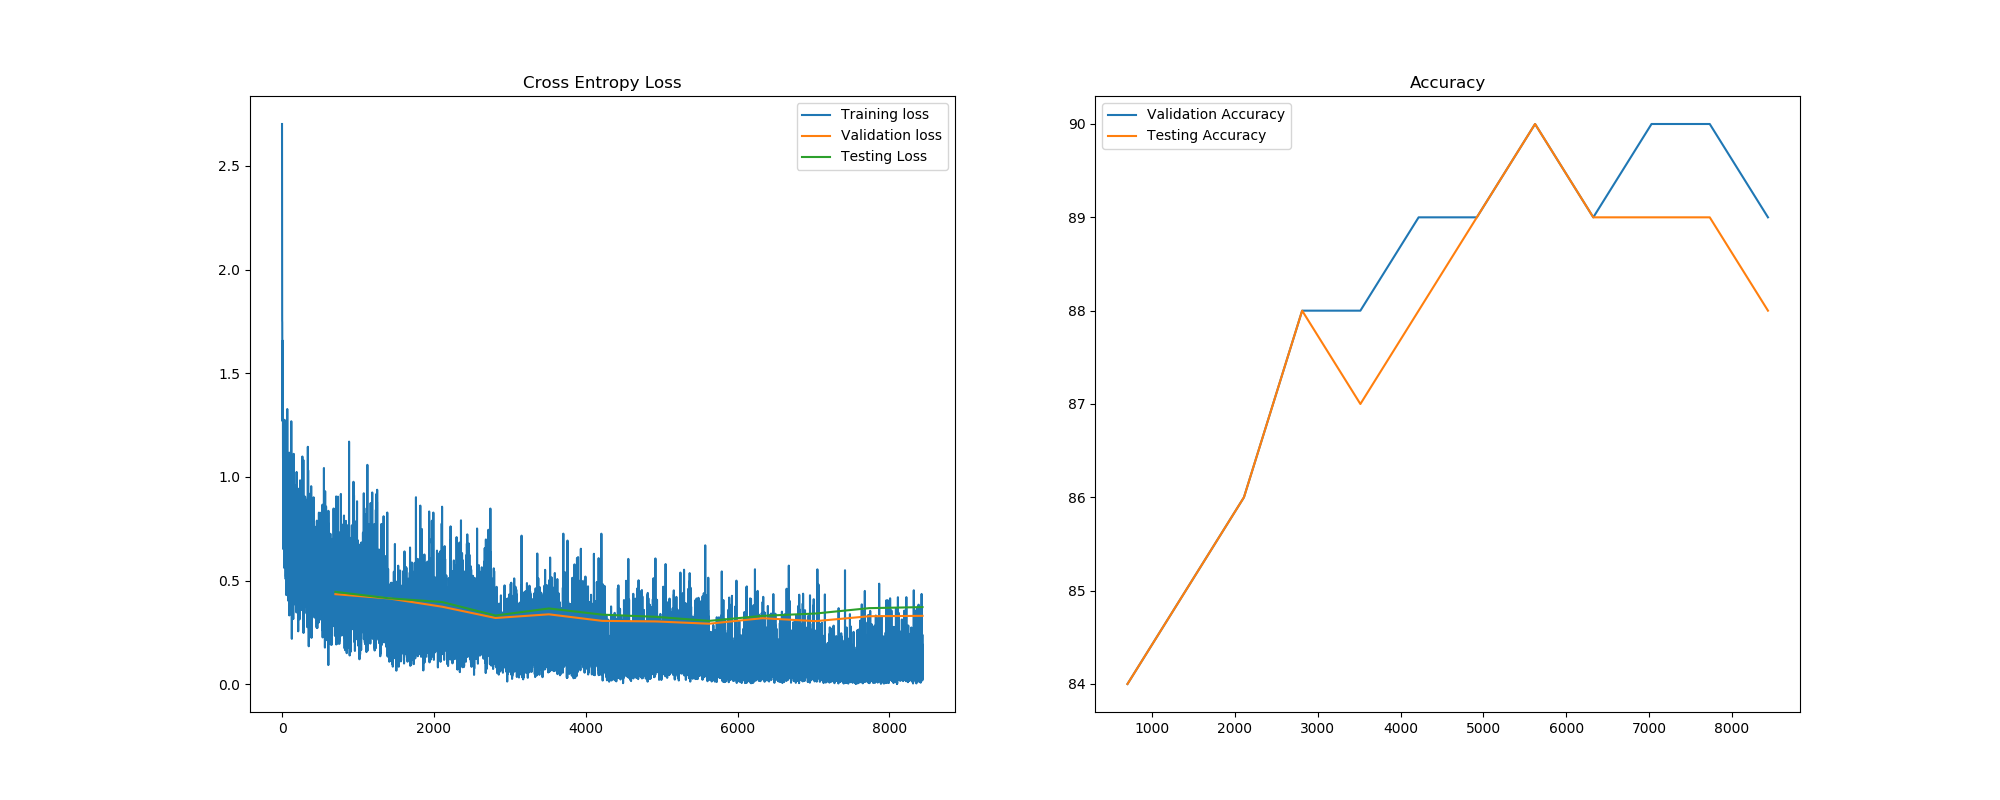 Cross Entropy Loss
Training loss
Validation loss
Testing Loss
2.5
2.0
1.5
1.0
0.5
0.0
0 2000 4000 6000 8000
Accuracy
Validation Accuracy
Testing Accuracy
90
89
88
87
86
85
84
1000 2000 3000 4000 5000 6000 7000 8000